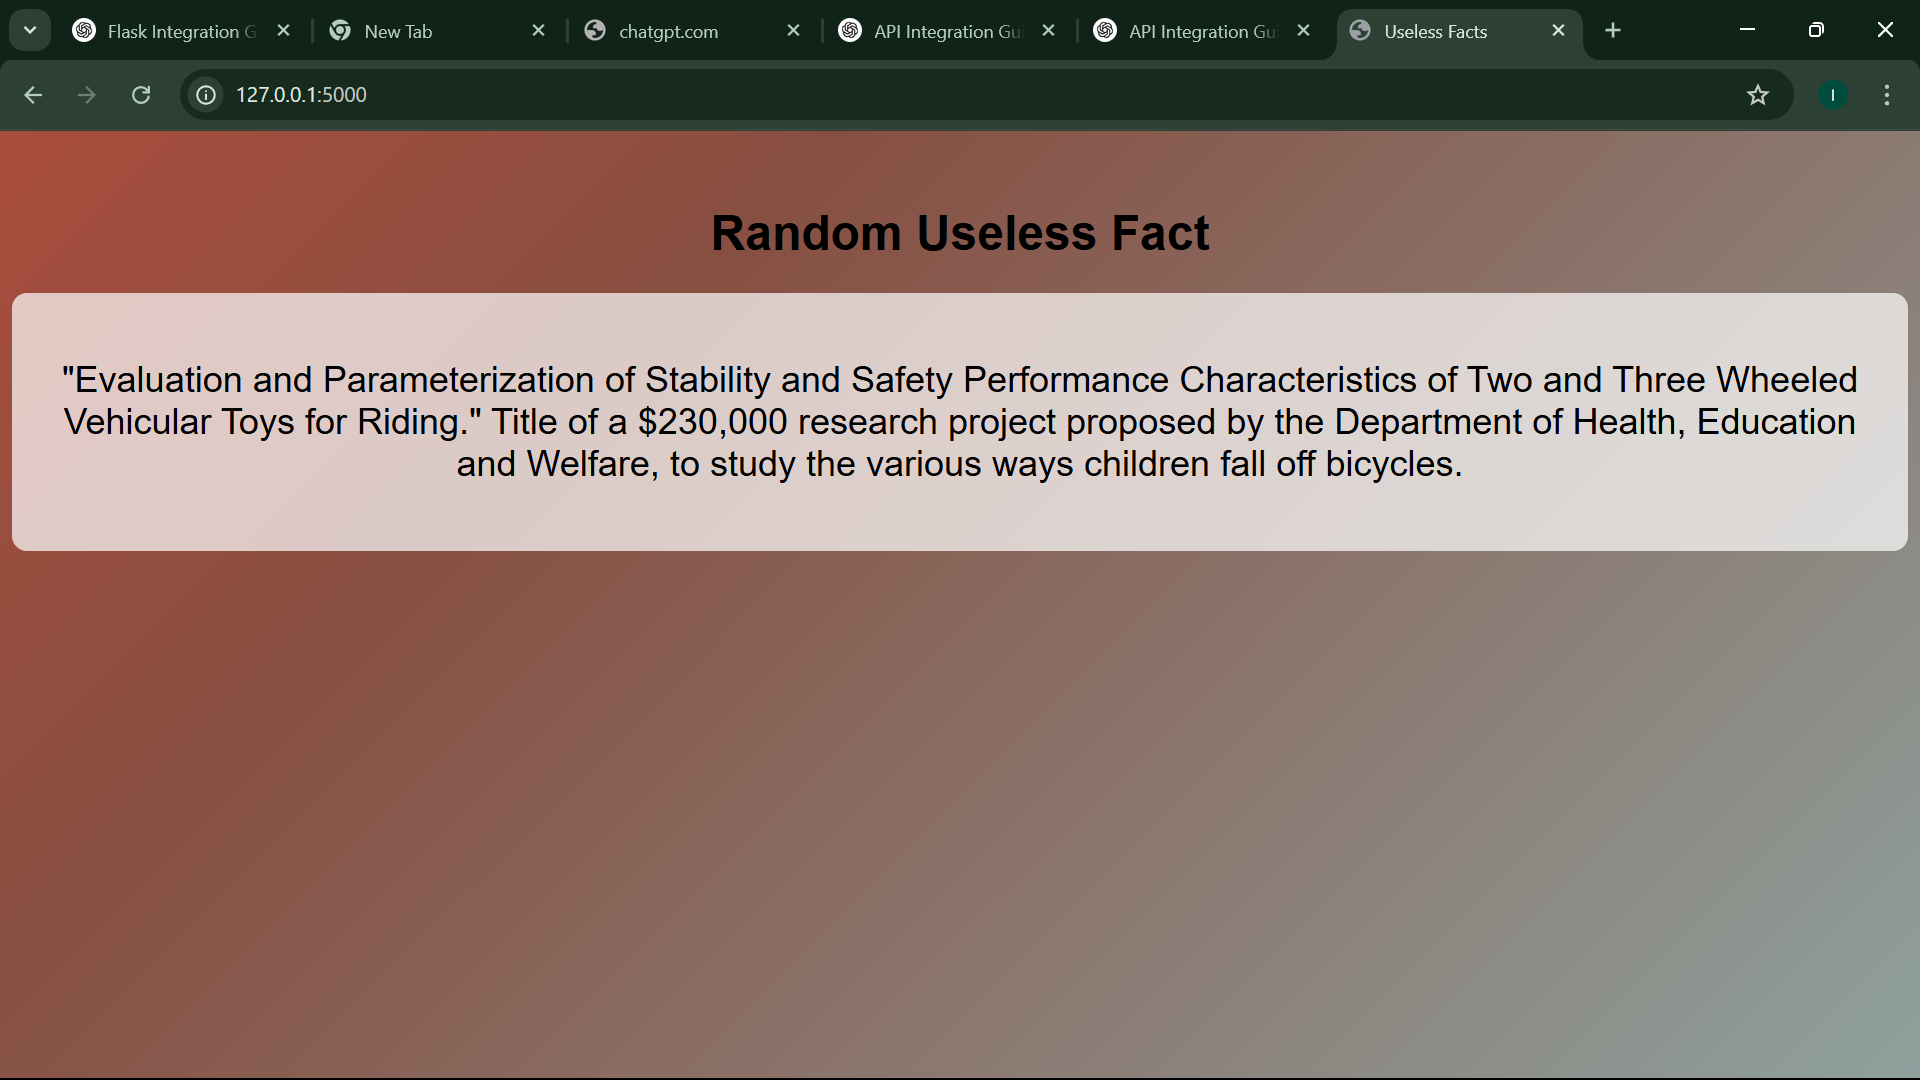 Flask Integration G
New Tab
chatgpt.com
API Integration Gui
API Integration Gui
Useless Facts
127.0.0.1:5000
I
Random Useless Fact
"Evaluation and Parameterization of Stability and Safety Performance Characteristics of Two and Three Wheeled
Vehicular Toys for Riding." Title of a $230,000 research project proposed by the Department of Health, Education
and Welfare, to study the various ways children fall off bicycles.